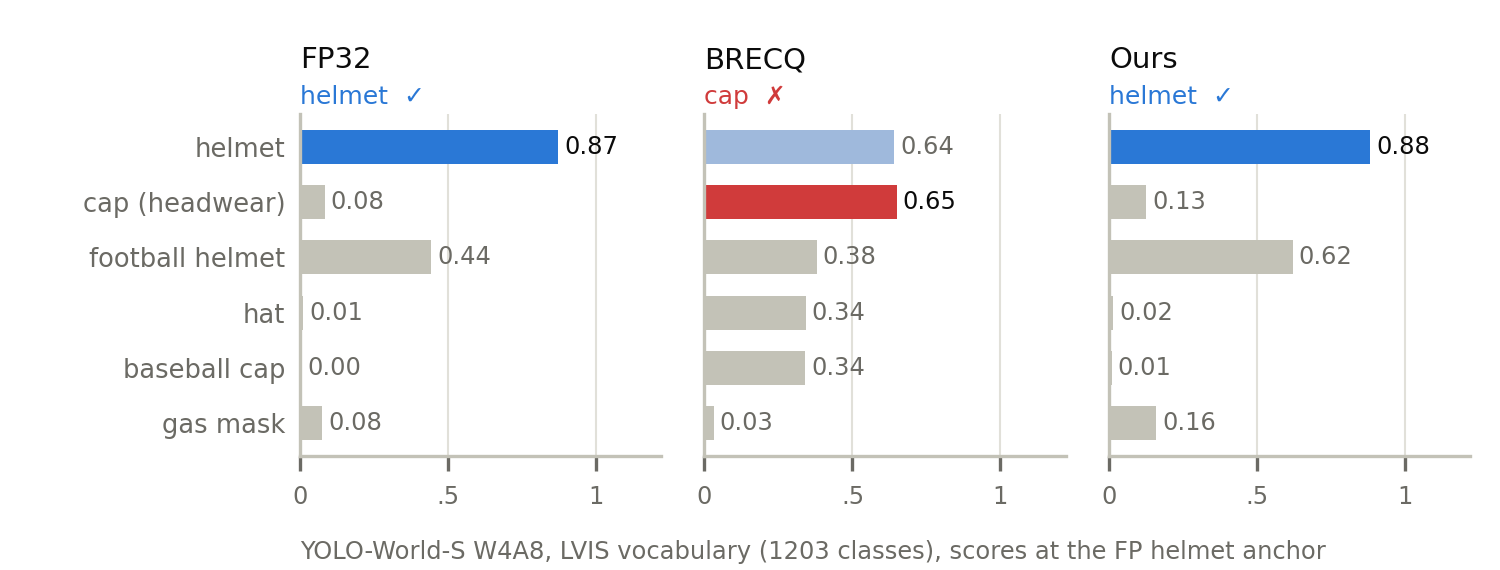 FP32 BRECQ Ours
helmet ✓ cap ✗ helmet ✓
helmet 0.87 0.64 0.88
cap (headwear) 0.08 0.65 0.13
football helmet 0.44 0.38 0.62
hat 0.01 0.34 0.02
baseball cap 0.00 0.34 0.01
gas mask 0.08 0.03 0.16
0 .5 1 0 .5 1 0 .5 1
YOLO-World-S W4A8, LVIS vocabulary (1203 classes), scores at the FP helmet anchor